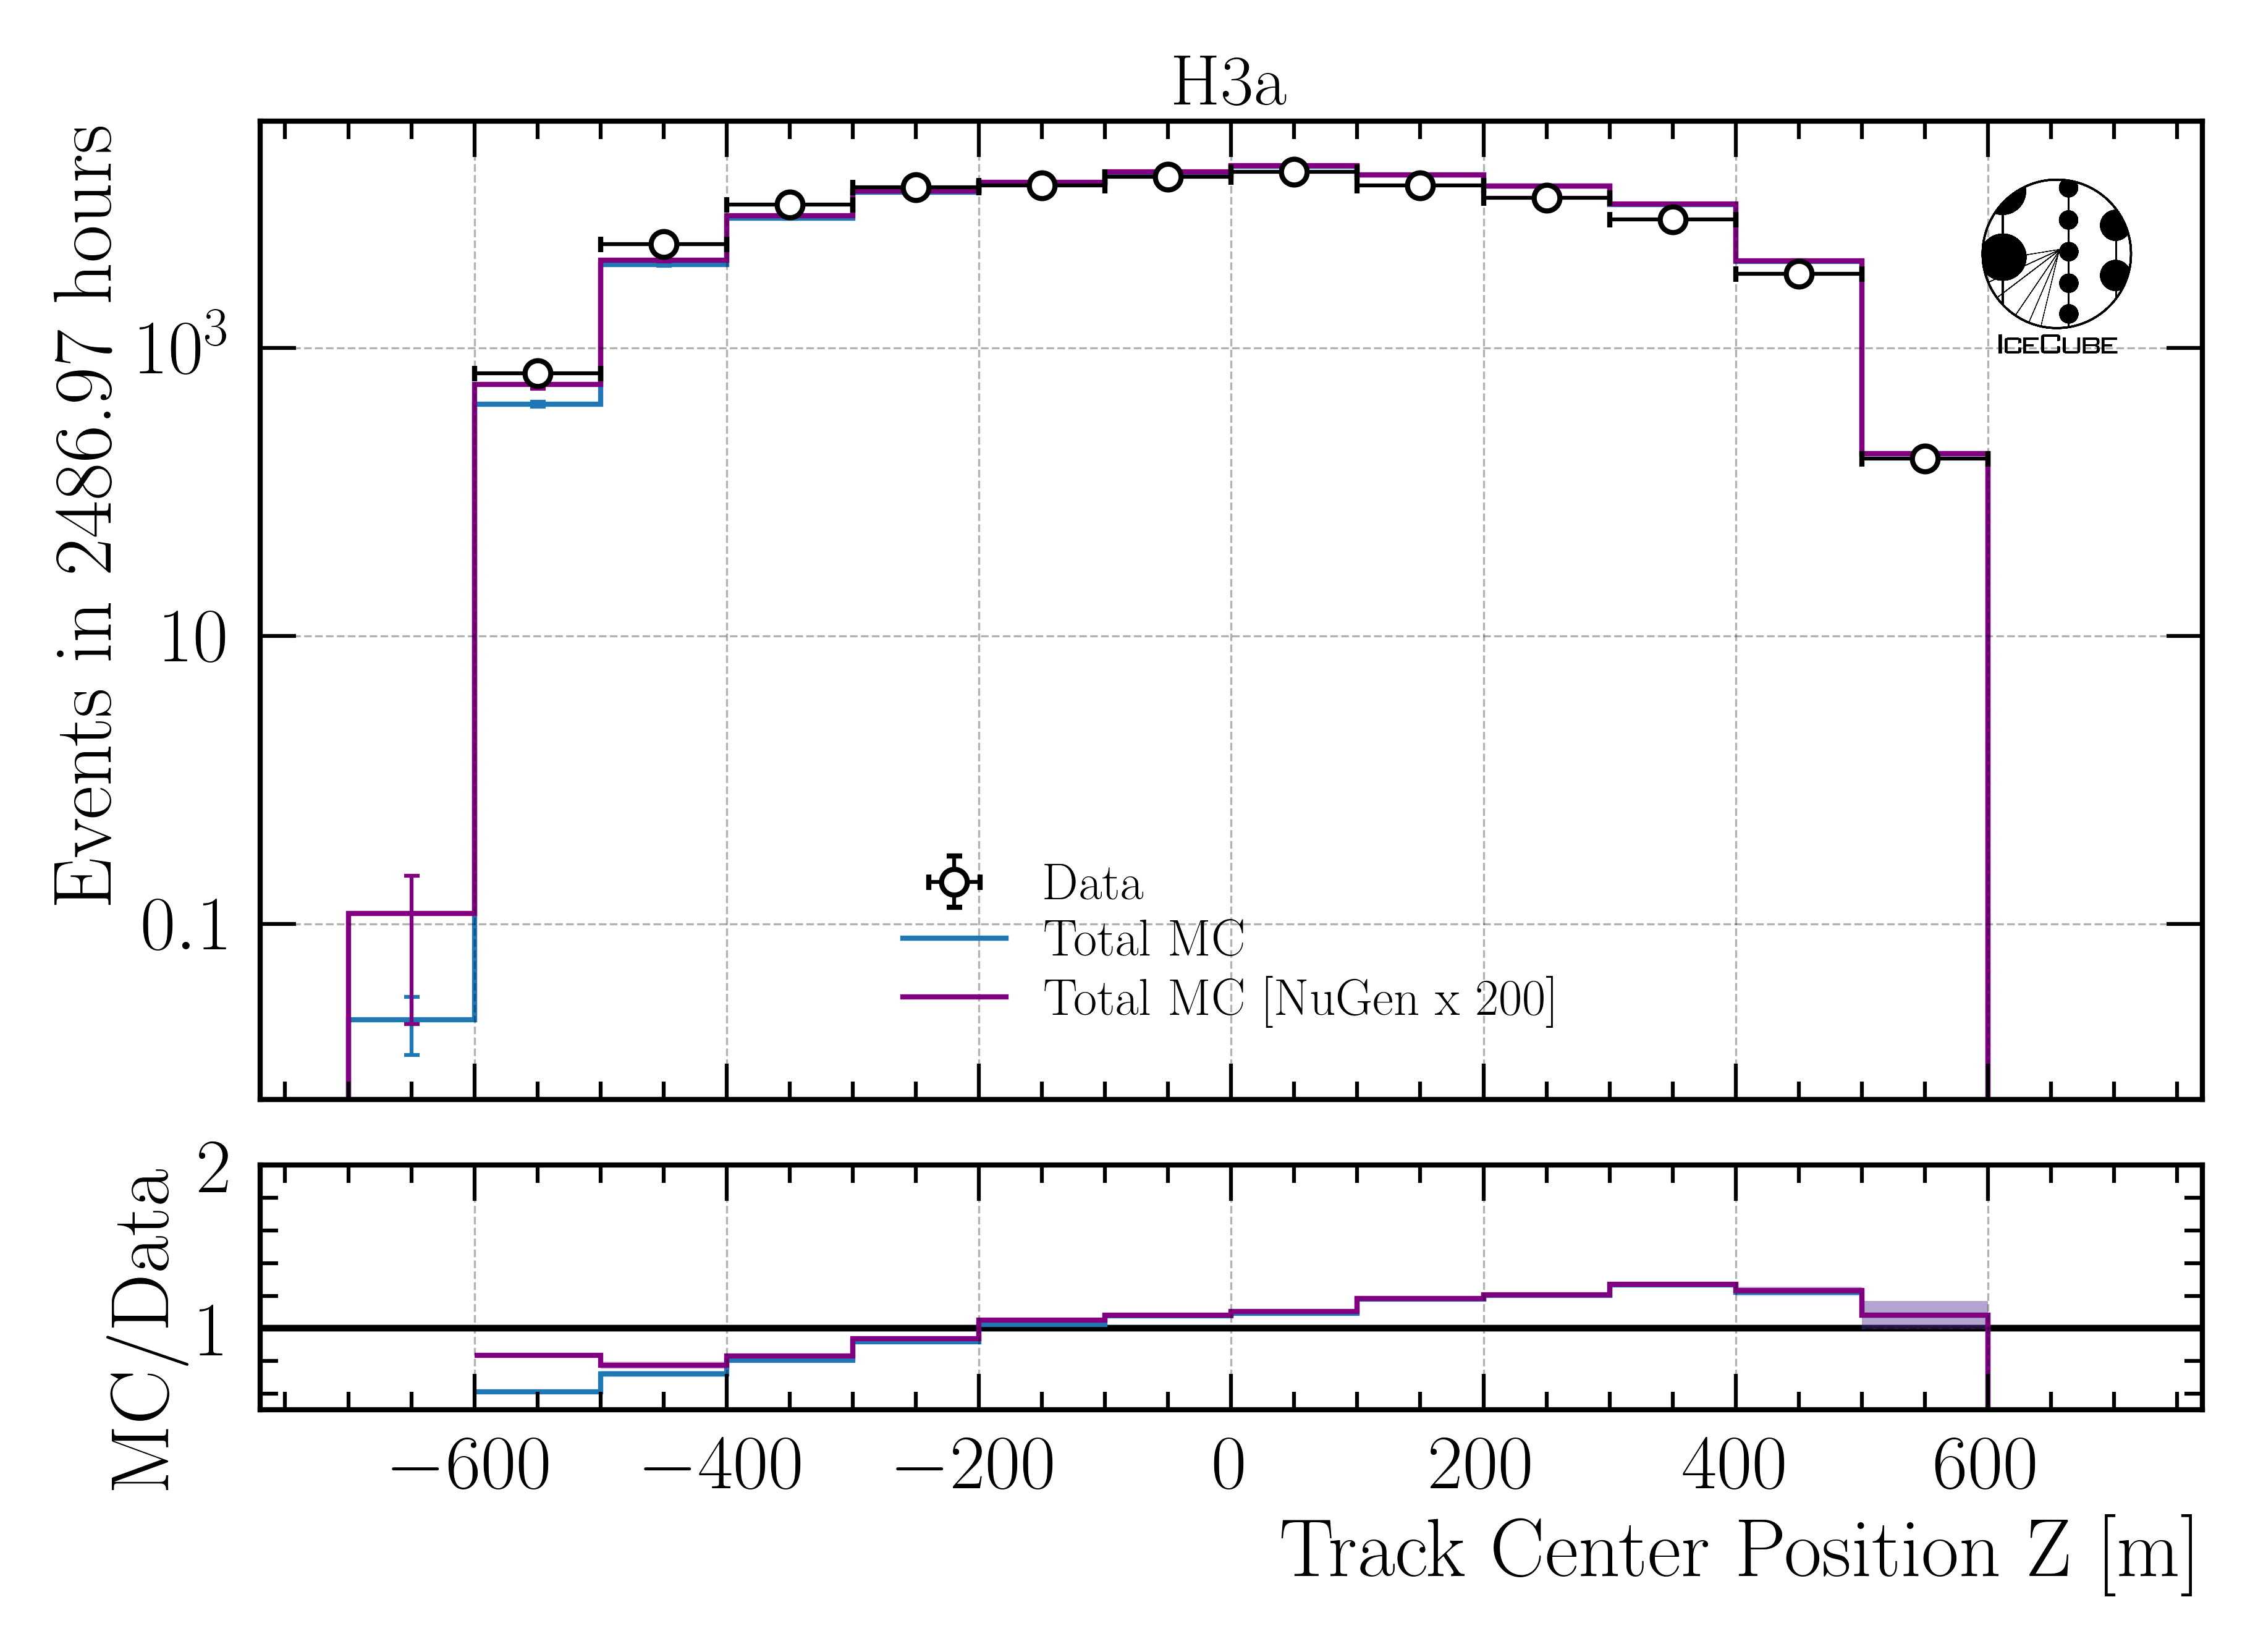 H3a
Events in 2486.97 hours
10³
10
0.1
Data
Total MC
Total MC [NuGen x 200]
ICECUBE
MC/Data
2
1
−600 −400 −200 0 200 400 600
Track Center Position Z [m]